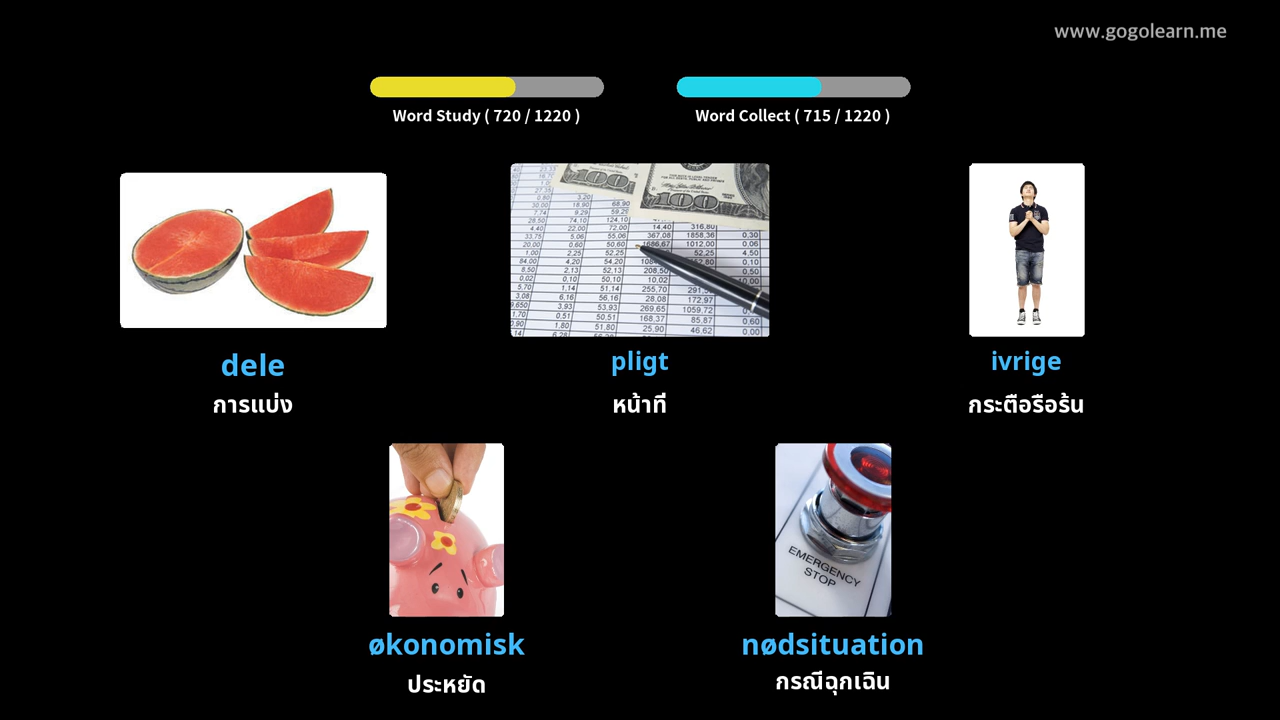 www.gogolearn.me
Word Study ( 720 / 1220 )
Word Collect ( 715 / 1220 )
dele
การแบ่ง
pligt
หน้าที่
ivrige
กระตือรือร้น
EMERGENCY
STOP
økonomisk
ประหยัด
nødsituation
กรณีฉุกเฉิน